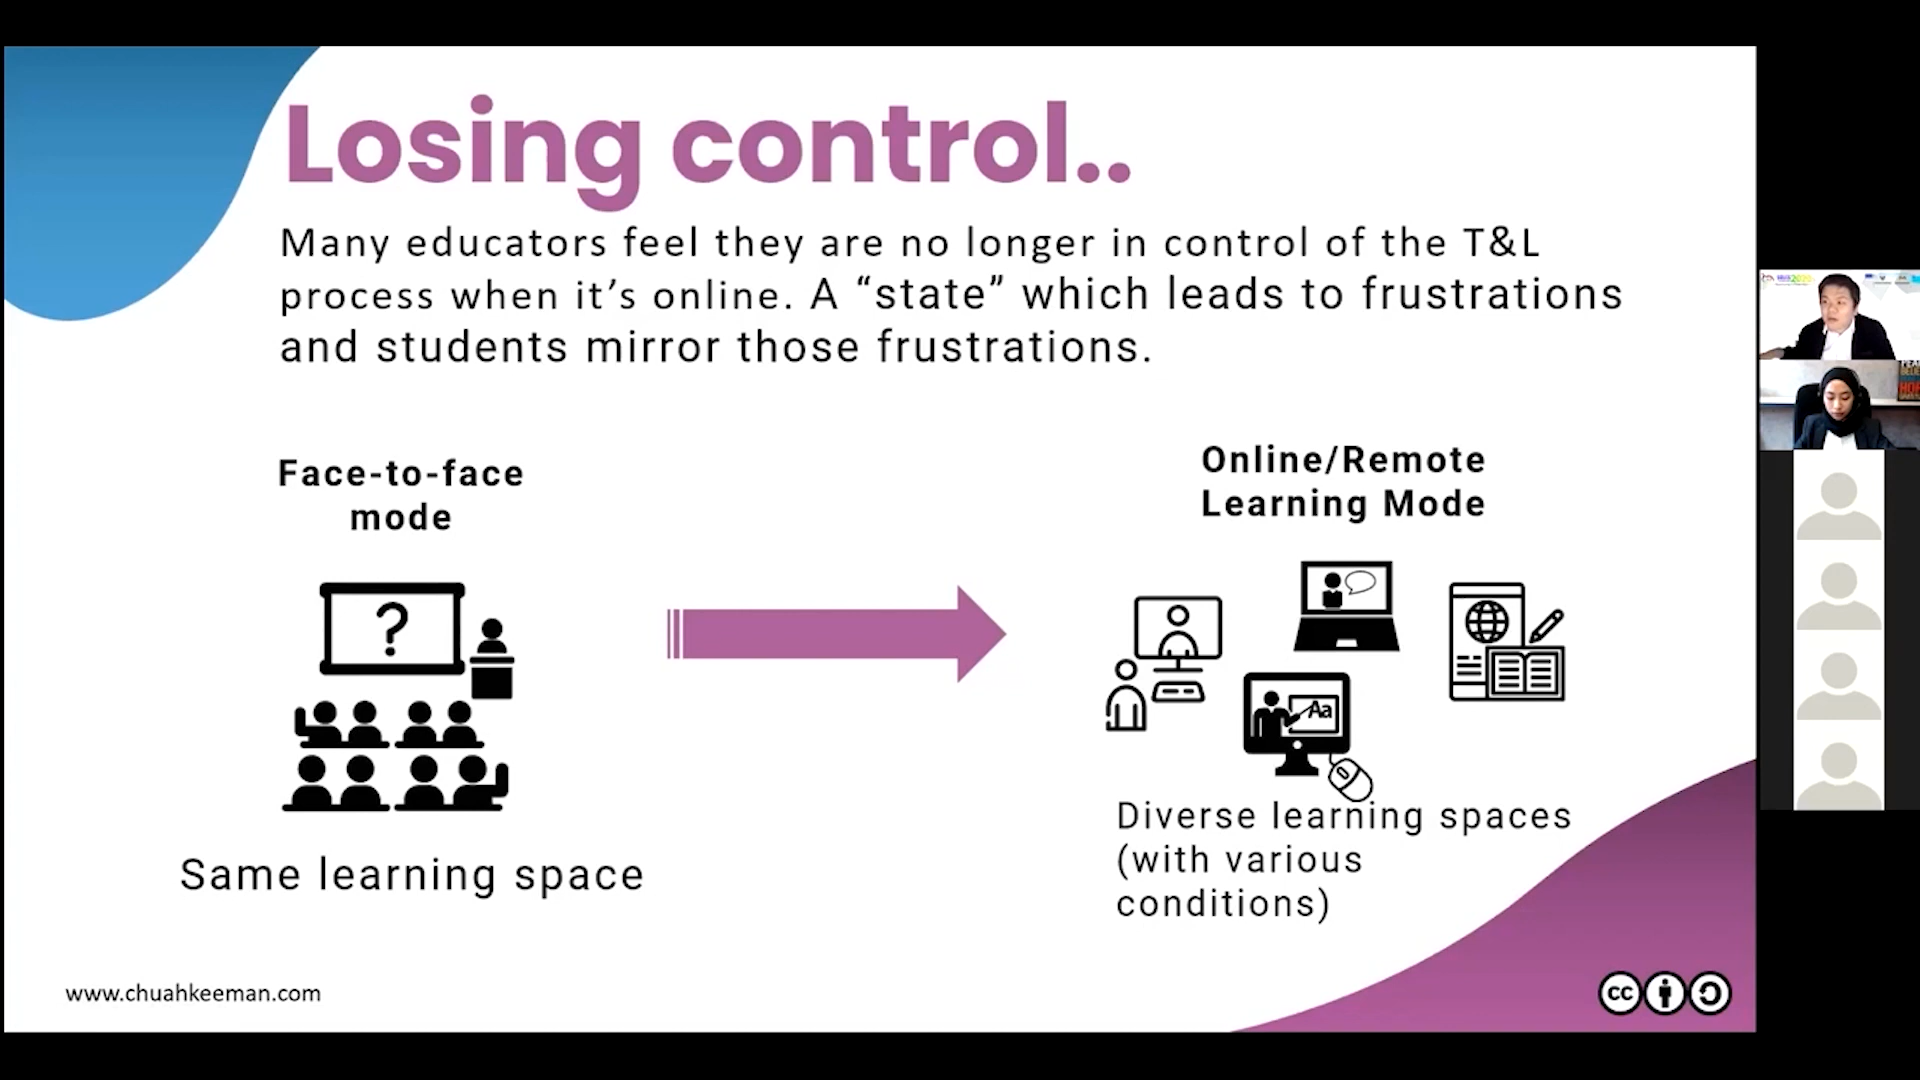 Losing control..
Many educators feel they are no longer in control of the T&L
process when it’s online. A “state” which leads to frustrations
and students mirror those frustrations.
Face-to-face
mode
Online/Remote
Learning Mode
?
Aa
Same learning space
Diverse learning spaces
(with various
conditions)
www.chuahkeeman.com
cc